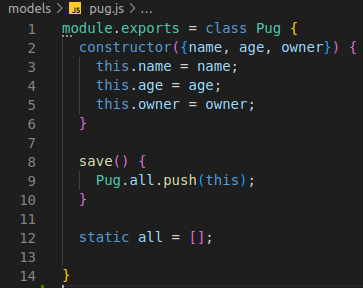 models > JS pug.js > ...
1 module.exports = class Pug {
2   constructor({name, age, owner}) {
3     this.name = name;
4     this.age = age;
5     this.owner = owner;
6   }
7
8   save() {
9     Pug.all.push(this);
10   }
11
12   static all = [];
13
14 }